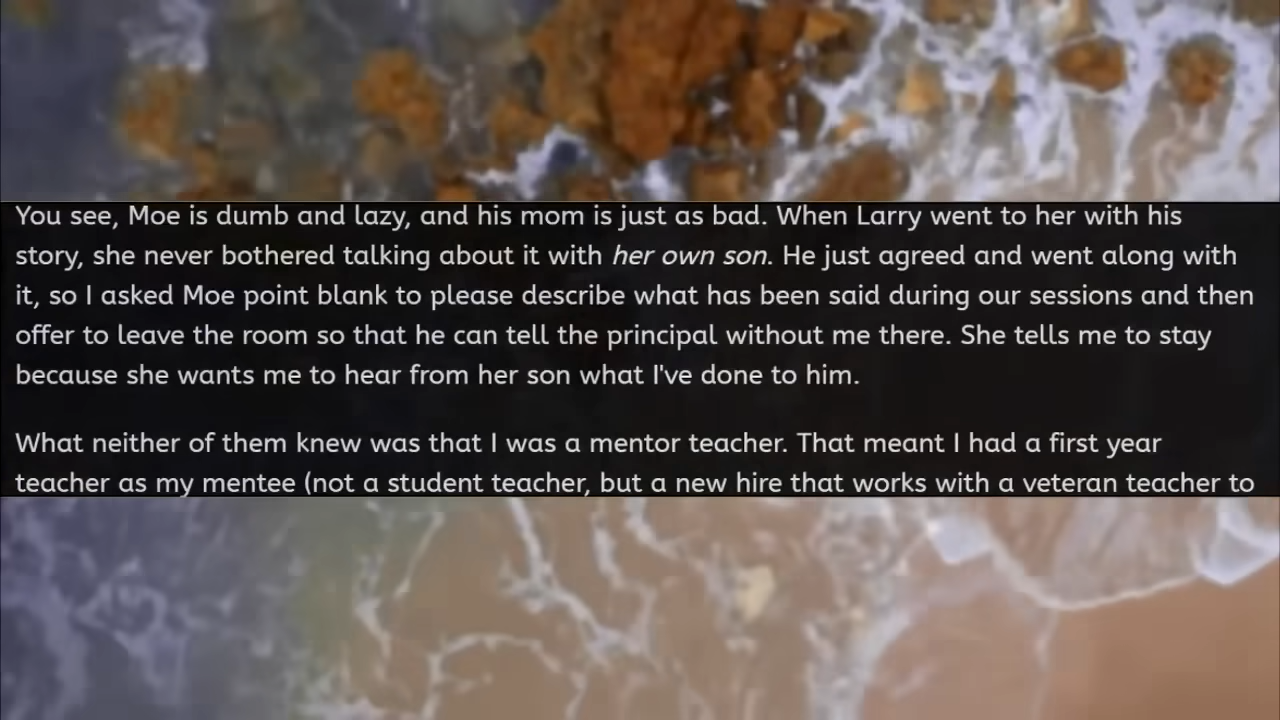 You see, Moe is dumb and lazy, and his mom is just as bad. When Larry went to her with his
story, she never bothered talking about it with her own son. He just agreed and went along with
it, so I asked Moe point blank to please describe what has been said during our sessions and then
offer to leave the room so that he can tell the principal without me there. She tells me to stay
because she wants me to hear from her son what I've done to him.
What neither of them knew was that I was a mentor teacher. That meant I had a first year
teacher as my mentee (not a student teacher, but a new hire that works with a veteran teacher to